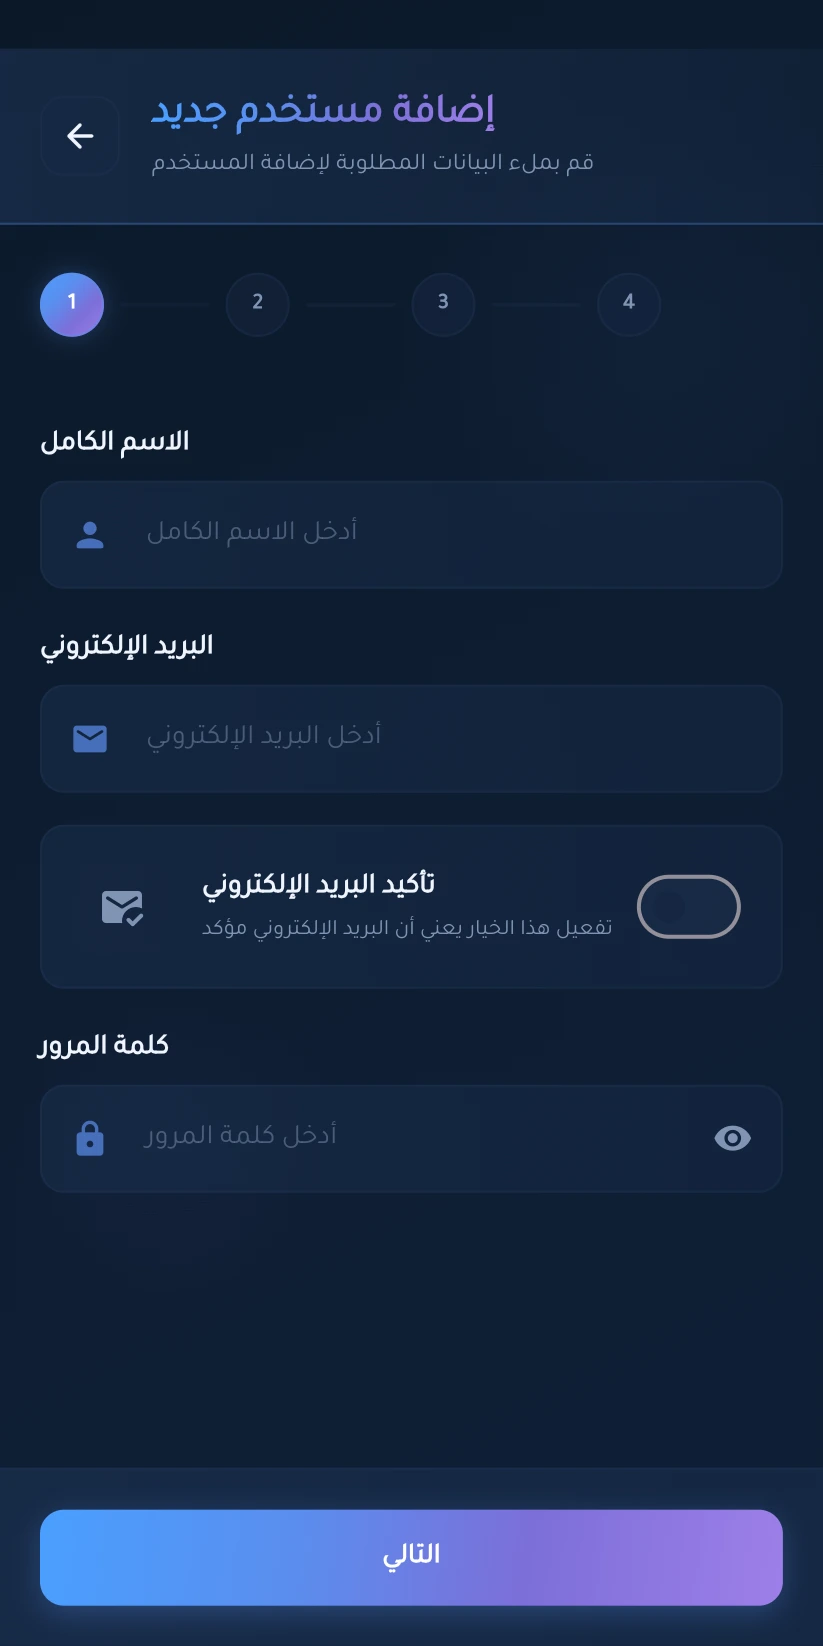 إضافة مستخدم جديد
قم بملء البيانات المطلوبة لإضافة المستخدم
1 2 3 4
الاسم الكامل
أدخل الاسم الكامل
البريد الإلكتروني
أدخل البريد الإلكتروني
تأكيد البريد الإلكتروني
تفعيل هذا الخيار يعني أن البريد الإلكتروني مؤكد
كلمة المرور
أدخل كلمة المرور
التالي